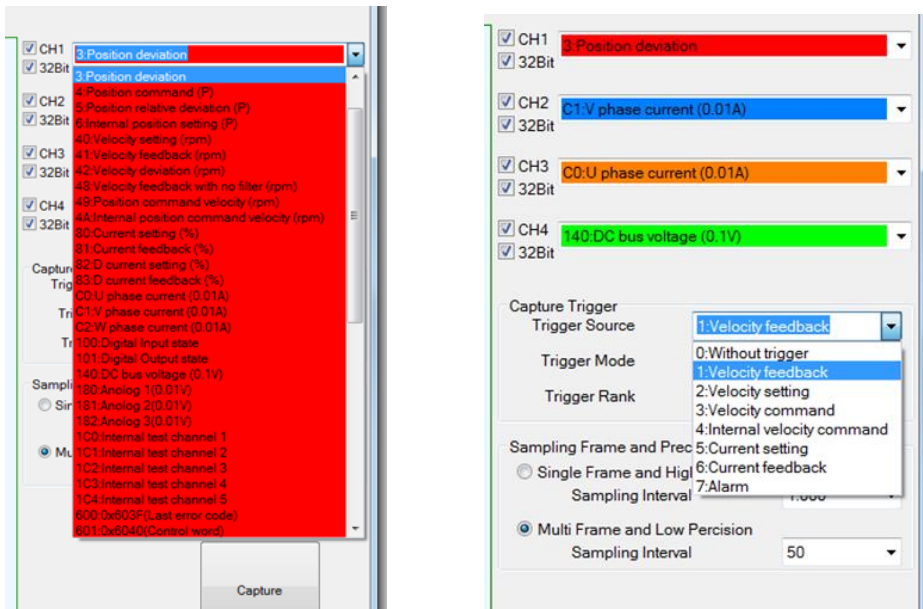 CH1
3:Position deviation
32Bit
3:Position deviation
4:Position command (P)
CH2
5:Position relative deviation (P)
32Bit
6:Internal position setting (P)
40:Velocity setting (rpm)
CH3
41:Velocity feedback (rpm)
32Bit
42:Velocity deviation (rpm)
48:Velocity feedback with no filter (rpm)
CH4
49:Position command velocity (rpm)
32Bit
4A:Internal position command velocity (rpm)
80:Current setting (%)
81:Current feedback (%)
Captur
82:D current setting (%)
Trig
83:D current feedback (%)
C0:U phase current (0.01A)
Tri
C1:V phase current (0.01A)
C2:W phase current (0.01A)
Tr
100:Digital Input state
101:Digital Output state
140:DC bus voltage (0.1V)
Sampli
180:Anolog 1(0.01V)
Sin
181:Anolog 2(0.01V)
182:Anolog 3(0.01V)
1C0:Internal test channel 1
Mu
1C1:Internal test channel 2
1C2:Internal test channel 3
1C3:Internal test channel 4
1C4:Internal test channel 5
600:0x603F(Last error code)
601:0x6040(Control word)
Capture
CH1
3:Position deviation
32Bit
CH2
C1:V phase current (0.01A)
32Bit
CH3
C0:U phase current (0.01A)
32Bit
CH4
140:DC bus voltage (0.1V)
32Bit
Capture Trigger
Trigger Source
1:Velocity feedback
0:Without trigger
Trigger Mode
1:Velocity feedback
2:Velocity setting
Trigger Rank
3:Velocity command
4:Internal velocity command
Sampling Frame and Prec
5:Current setting
Single Frame and Hig
6:Current feedback
7:Alarm
Sampling Interval
1.000
Multi Frame and Low Percision
Sampling Interval
50